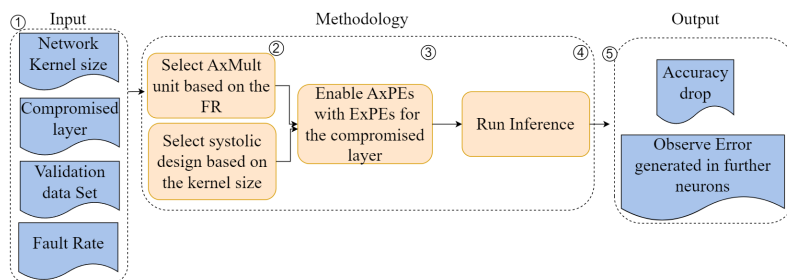 Input
Methodology
Output
①
Network
Kernel size
Compromised
layer
Validation
data Set
Fault Rate
②
Select AxMult
unit based on the
FR
Select systolic
design based on
the kernel size
③
Enable AxPEs
with ExPEs for
the compromised
layer
④
Run Inference
⑤
Accuracy
drop
Observe Error
generated in further
neurons